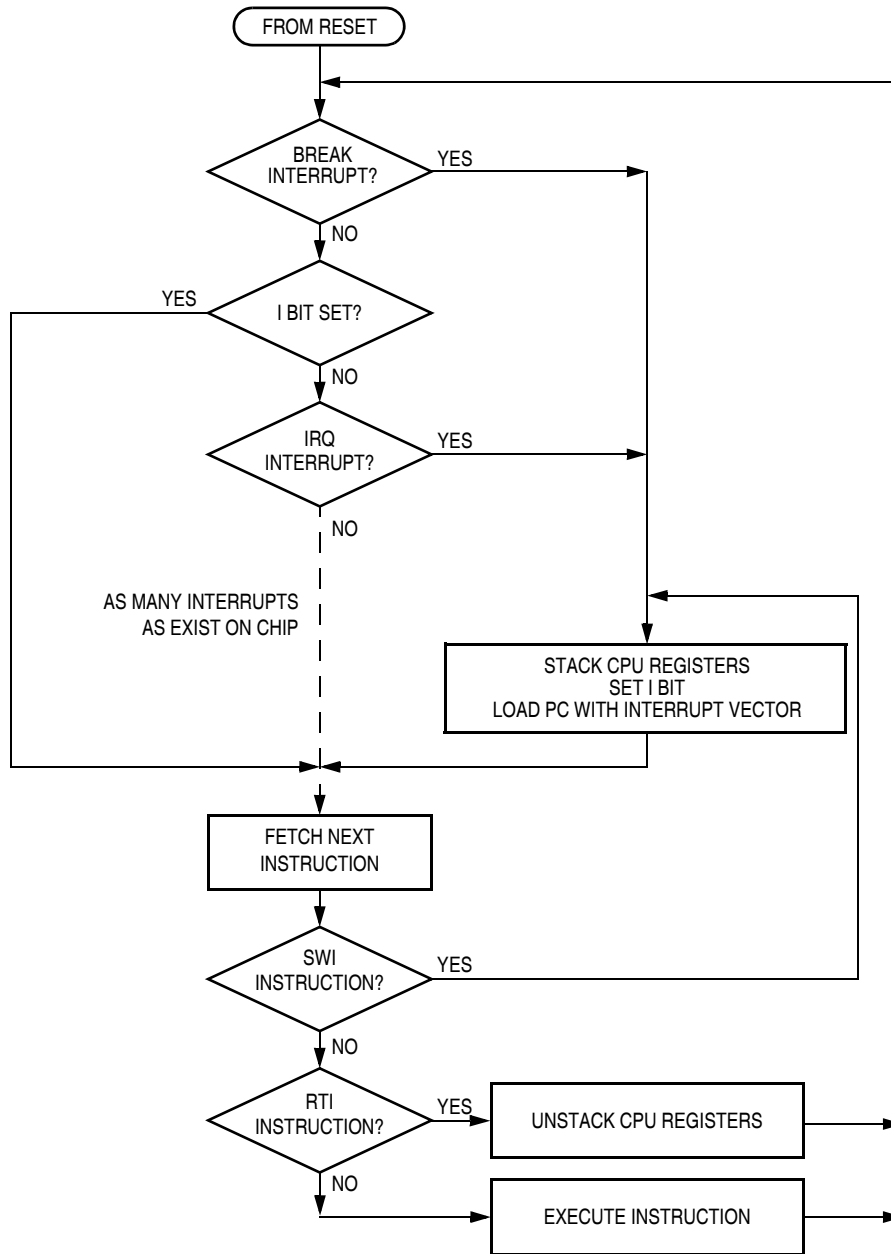 FROM RESET
BREAK
INTERRUPT?
YES
NO
YES
I BIT SET?
NO
IRQ
INTERRUPT?
YES
NO
AS MANY INTERRUPTS
AS EXIST ON CHIP
STACK CPU REGISTERS
SET I BIT
LOAD PC WITH INTERRUPT VECTOR
FETCH NEXT
INSTRUCTION
SWI
INSTRUCTION?
YES
NO
RTI
INSTRUCTION?
YES
UNSTACK CPU REGISTERS
NO
EXECUTE INSTRUCTION